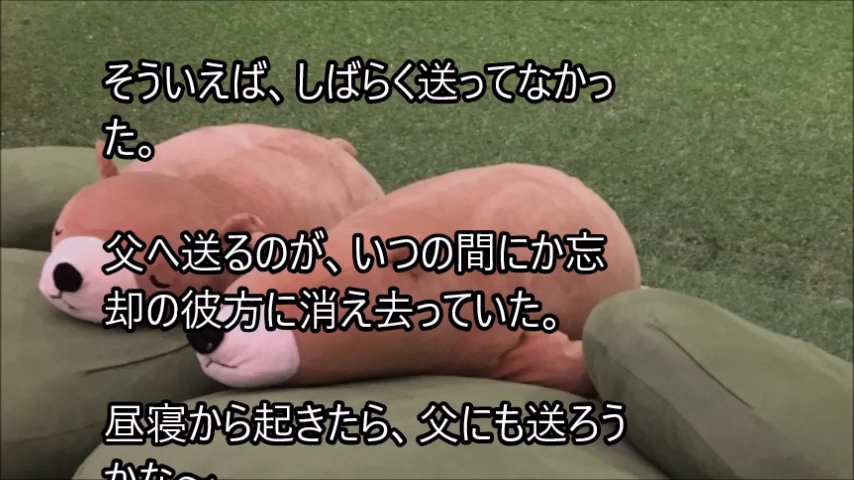 そういえば、しばらく送ってなかっ
た。
父へ送るのが、いつの間にか忘
却の彼方に消え去っていた。
昼寝から起きたら、父にも送ろう
かな〜